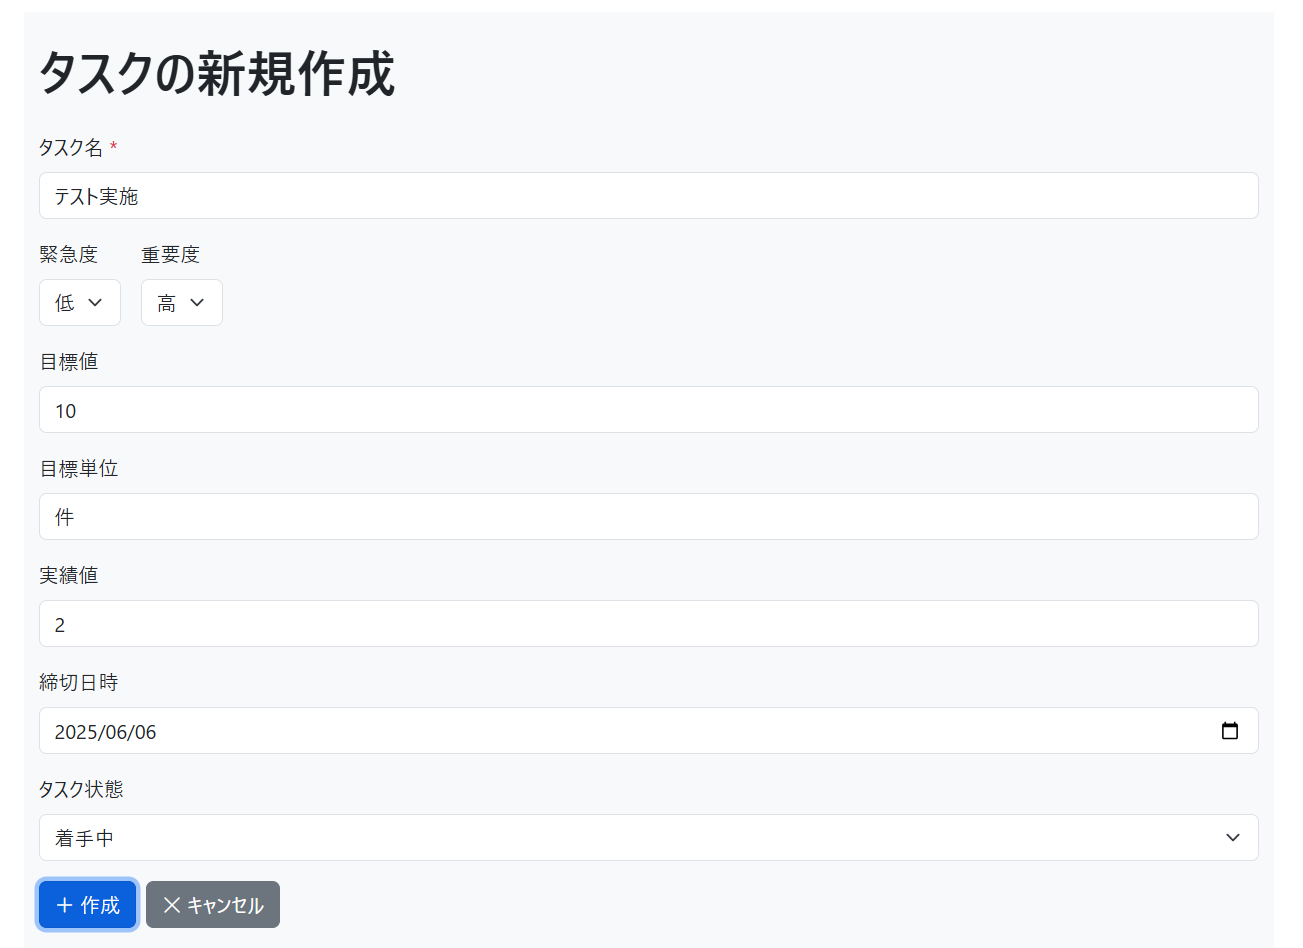 タスクの新規作成
タスク名 *
テスト実施
緊急度 重要度
低 高
目標値
10
目標単位
件
実績値
2
締切日時
2025/06/06
タスク状態
着手中
+ 作成 × キャンセル